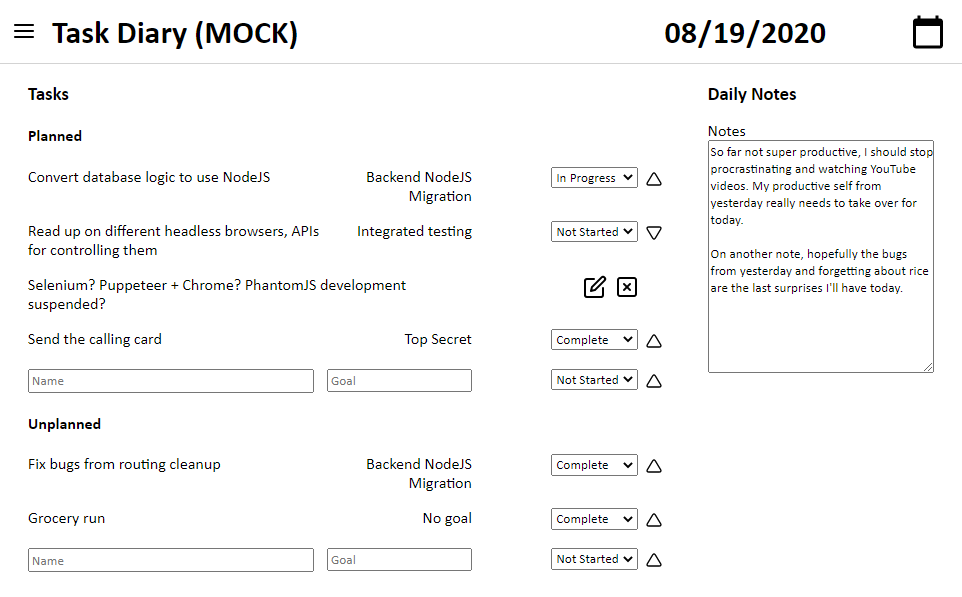 Task Diary (MOCK)
08/19/2020
Tasks
Planned
Convert database logic to use NodeJS
Backend NodeJS
Migration
In Progress
Read up on different headless browsers, APIs
for controlling them
Integrated testing
Not Started
Selenium? Puppeteer + Chrome? PhantomJS development
suspended?
Send the calling card
Top Secret
Complete
Name
Goal
Not Started
Unplanned
Fix bugs from routing cleanup
Backend NodeJS
Migration
Complete
Grocery run
No goal
Complete
Name
Goal
Not Started
Daily Notes
Notes
So far not super productive, I should stop
procrastinating and watching YouTube
videos. My productive self from
yesterday really needs to take over for
today.
On another note, hopefully the bugs
from yesterday and forgetting about rice
are the last surprises I'll have today.